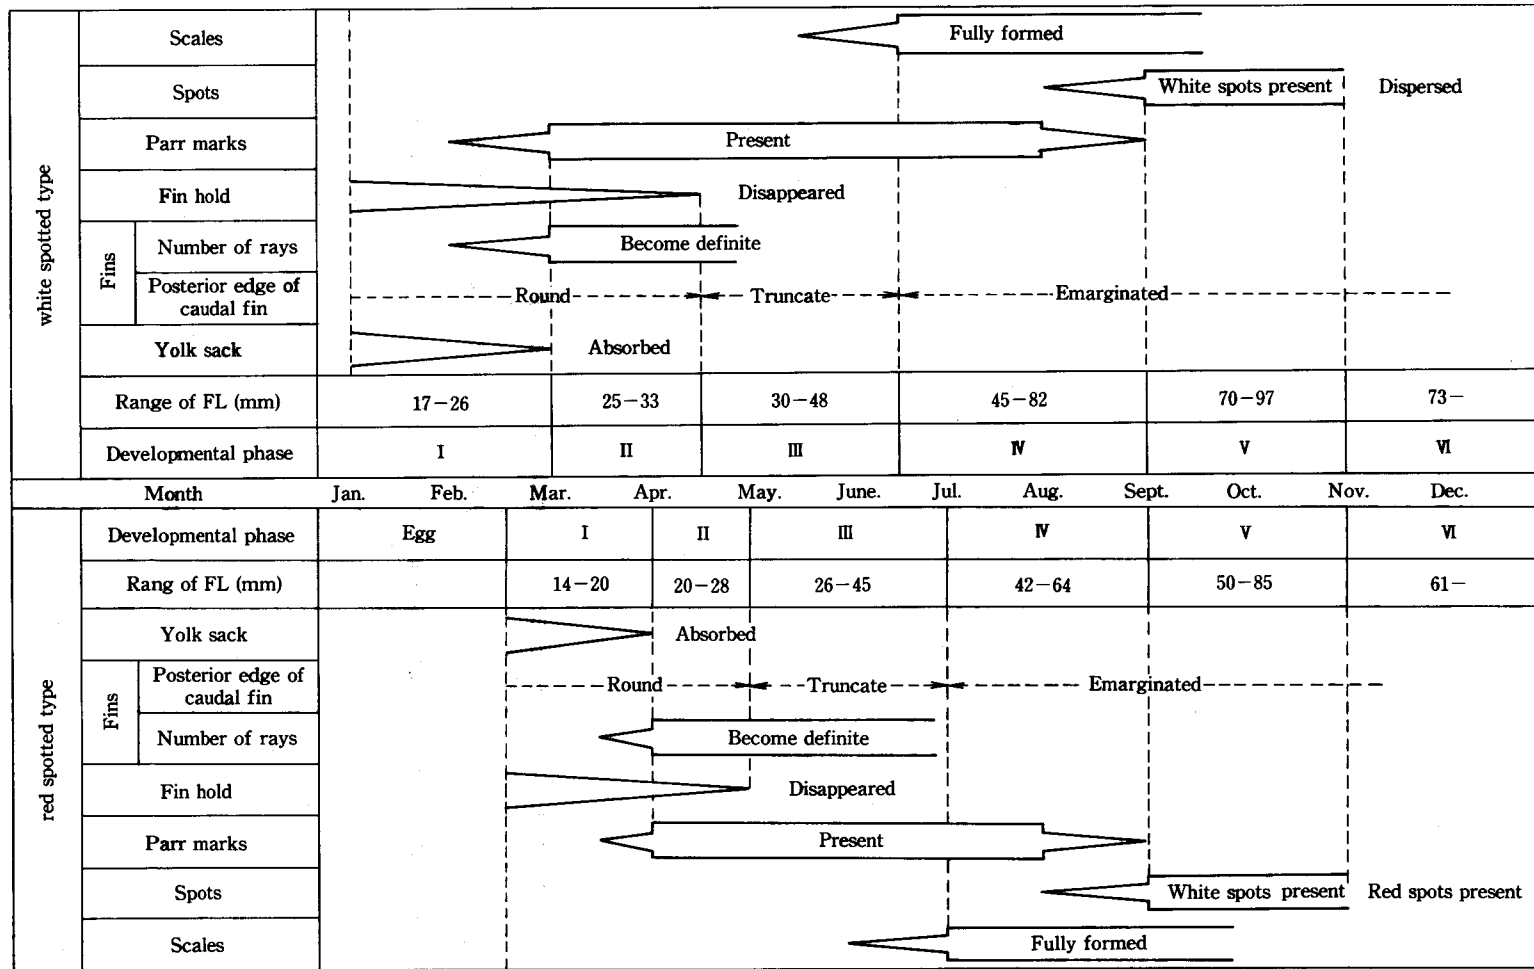 white spotted type
Scales
Fully formed
Spots
White spots present
Dispersed
Parr marks
Present
Fin hold
Disappeared
Fins
Number of rays
Become definite
Posterior edge of
caudal fin
Round
Truncate
Emarginated
Yolk sack
Absorbed
Range of FL (mm) 17-26 25-33 30-48 45-82 70-97 73-
Developmental phase I II III IV V VI
Month Jan. Feb. Mar. Apr. May. June. Jul. Aug. Sept. Oct. Nov. Dec.
red spotted type
Developmental phase Egg I II III IV V VI
Rang of FL (mm) 14-20 20-28 26-45 42-64 50-85 61-
Yolk sack
Absorbed
Fins
Posterior edge of
caudal fin
Round
Truncate
Emarginated
Number of rays
Become definite
Fin hold
Disappeared
Parr marks
Present
Spots
White spots present
Red spots present
Scales
Fully formed